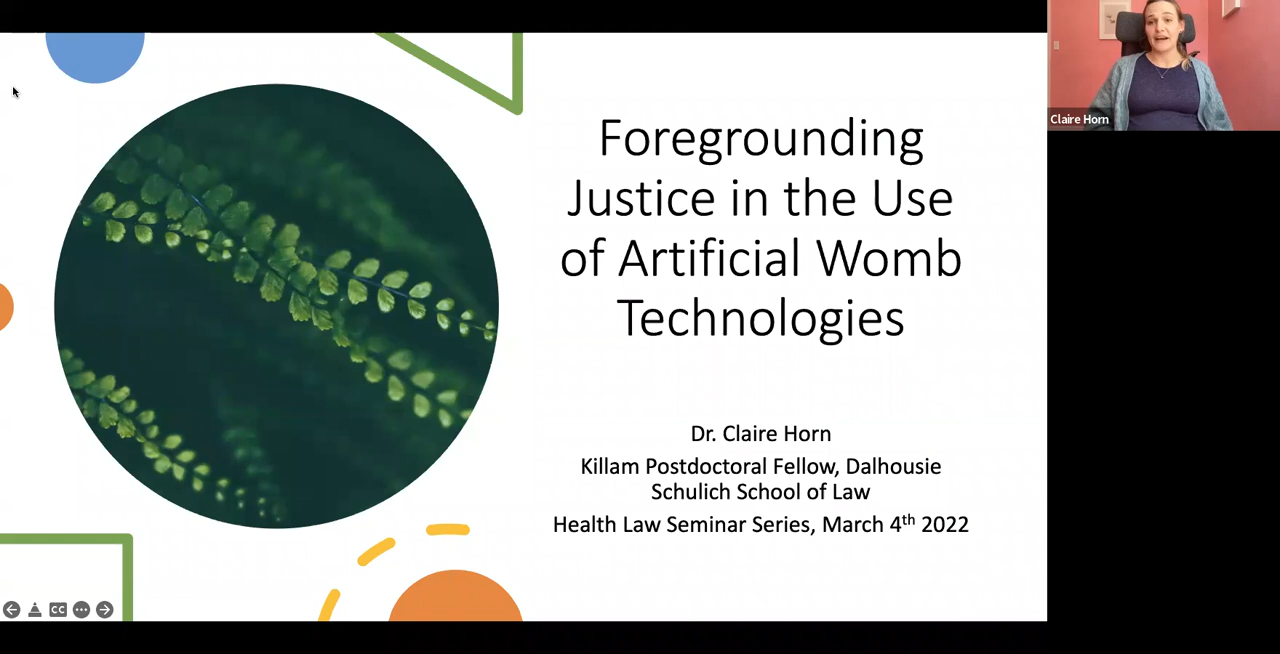 Foregrounding
Justice in the Use
of Artificial Womb
Technologies
Dr. Claire Horn
Killam Postdoctoral Fellow, Dalhousie
Schulich School of Law
Health Law Seminar Series, March 4th 2022
Claire Horn
CC